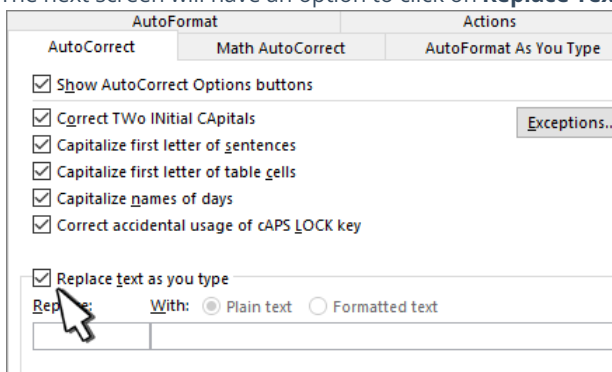 The next screen will have an option to click on Replace Tex
AutoFormat Actions
AutoCorrect Math AutoCorrect AutoFormat As You Type
Show AutoCorrect Options buttons
Correct TWo INitial CApitals
Exceptions..
Capitalize first letter of sentences
Capitalize first letter of table cells
Capitalize names of days
Correct accidental usage of cAPS LOCK key
Replace text as you type
With: Plain text Formatted text